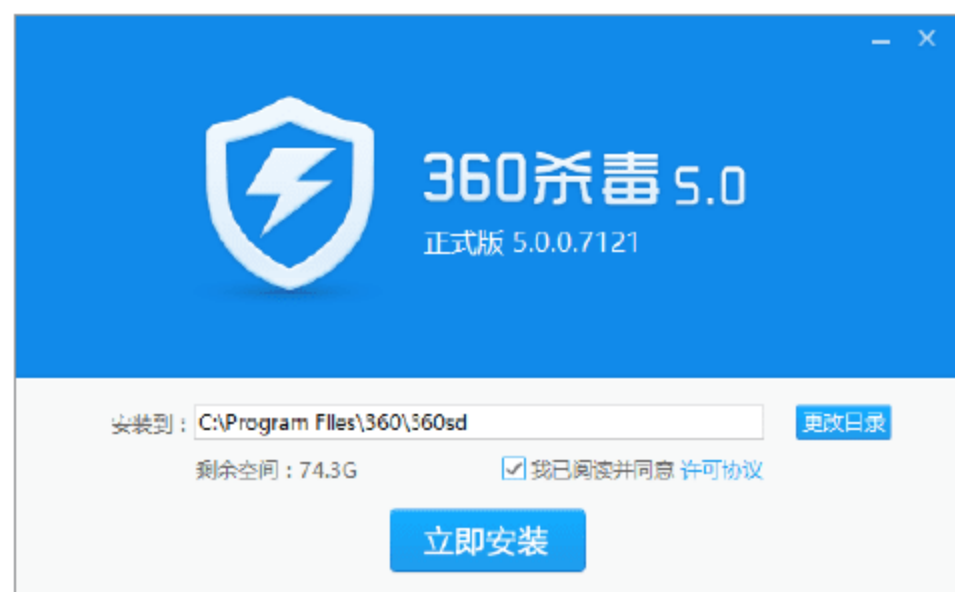 360杀毒 5.0
正式版 5.0.0.7121
安装到：C:\Program FIles\360\360sd 更改目录
剩余空间：74.3G 我已阅读并同意 许可协议
立即安装